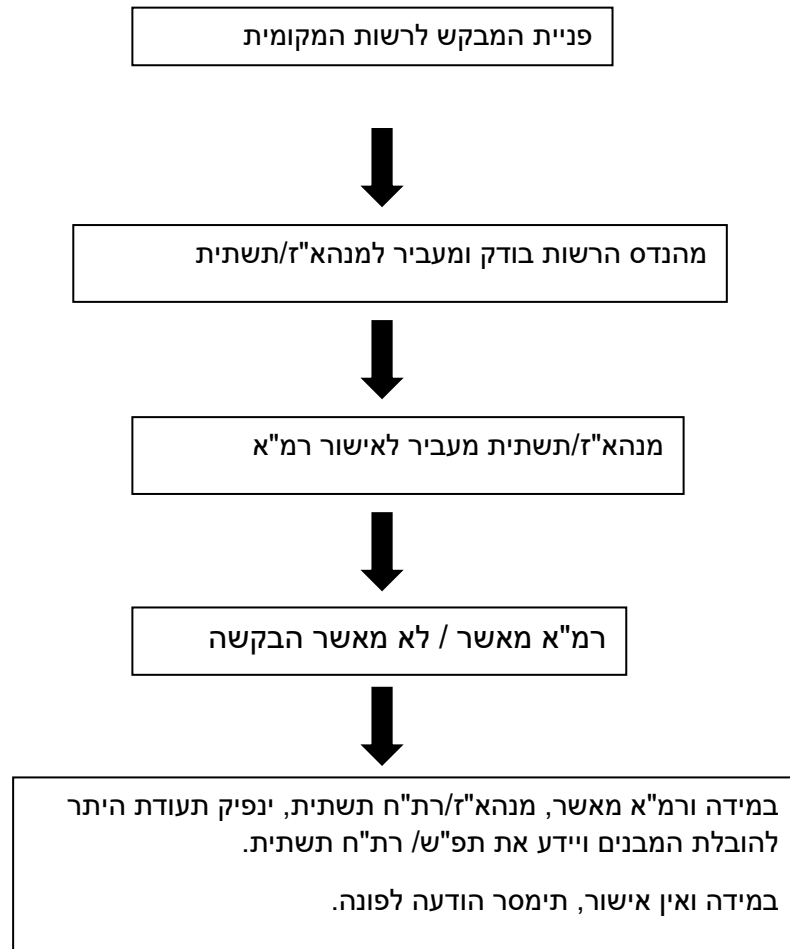 פניית המבקש לרשות המקומית
מהנדס הרשות בודק ומעביר למנהא"ז/תשתית
מנהא"ז/תשתית מעביר לאישור רמ"א
רמ"א מאשר / לא מאשר הבקשה
במידה ורמ"א מאשר, מנהא"ז/רת"ח תשתית, ינפיק תעודת היתר
להובלת המבנים ויידע את תפ"ש/ רת"ח תשתית.
במידה ואין אישור, תימסר הודעה לפונה.